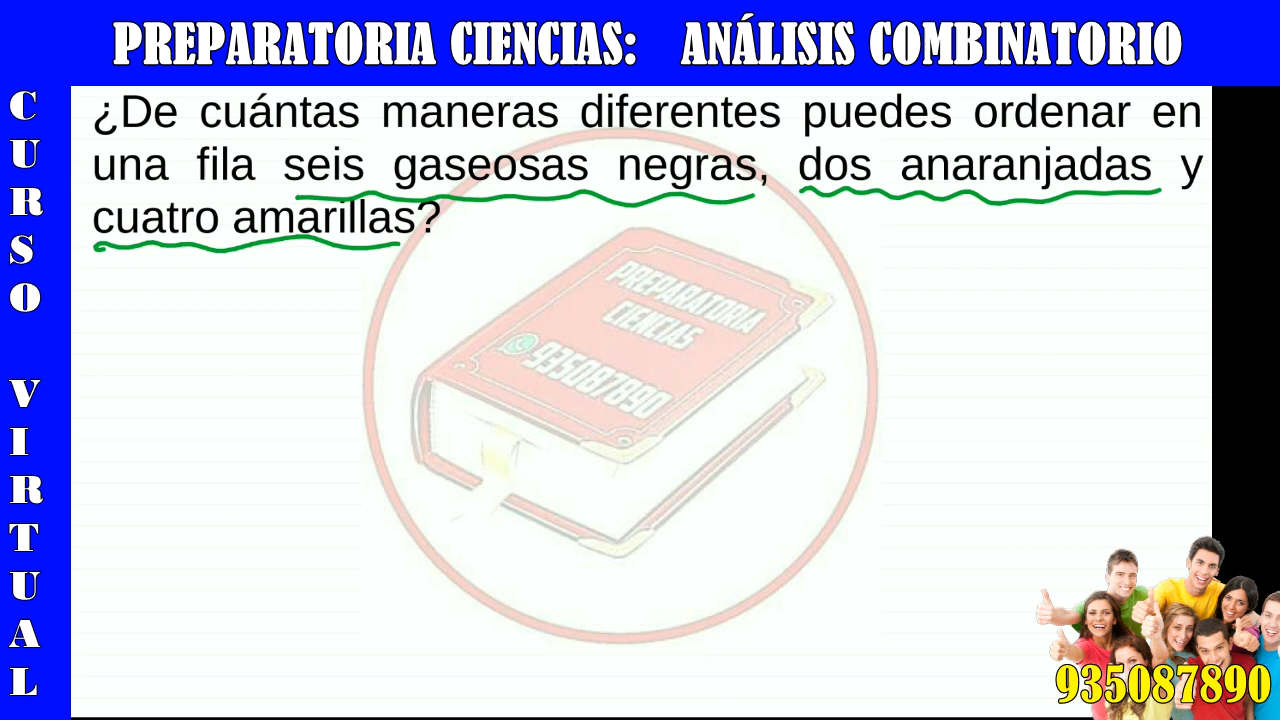 PREPARATORIA CIENCIAS: ANÁLISIS COMBINATORIO
CURSO VIRTUAL
¿De cuántas maneras diferentes puedes ordenar en
una fila seis gaseosas negras, dos anaranjadas y
cuatro amarillas?
PREPARATORIA
CIENCIAS
935087890
935087890